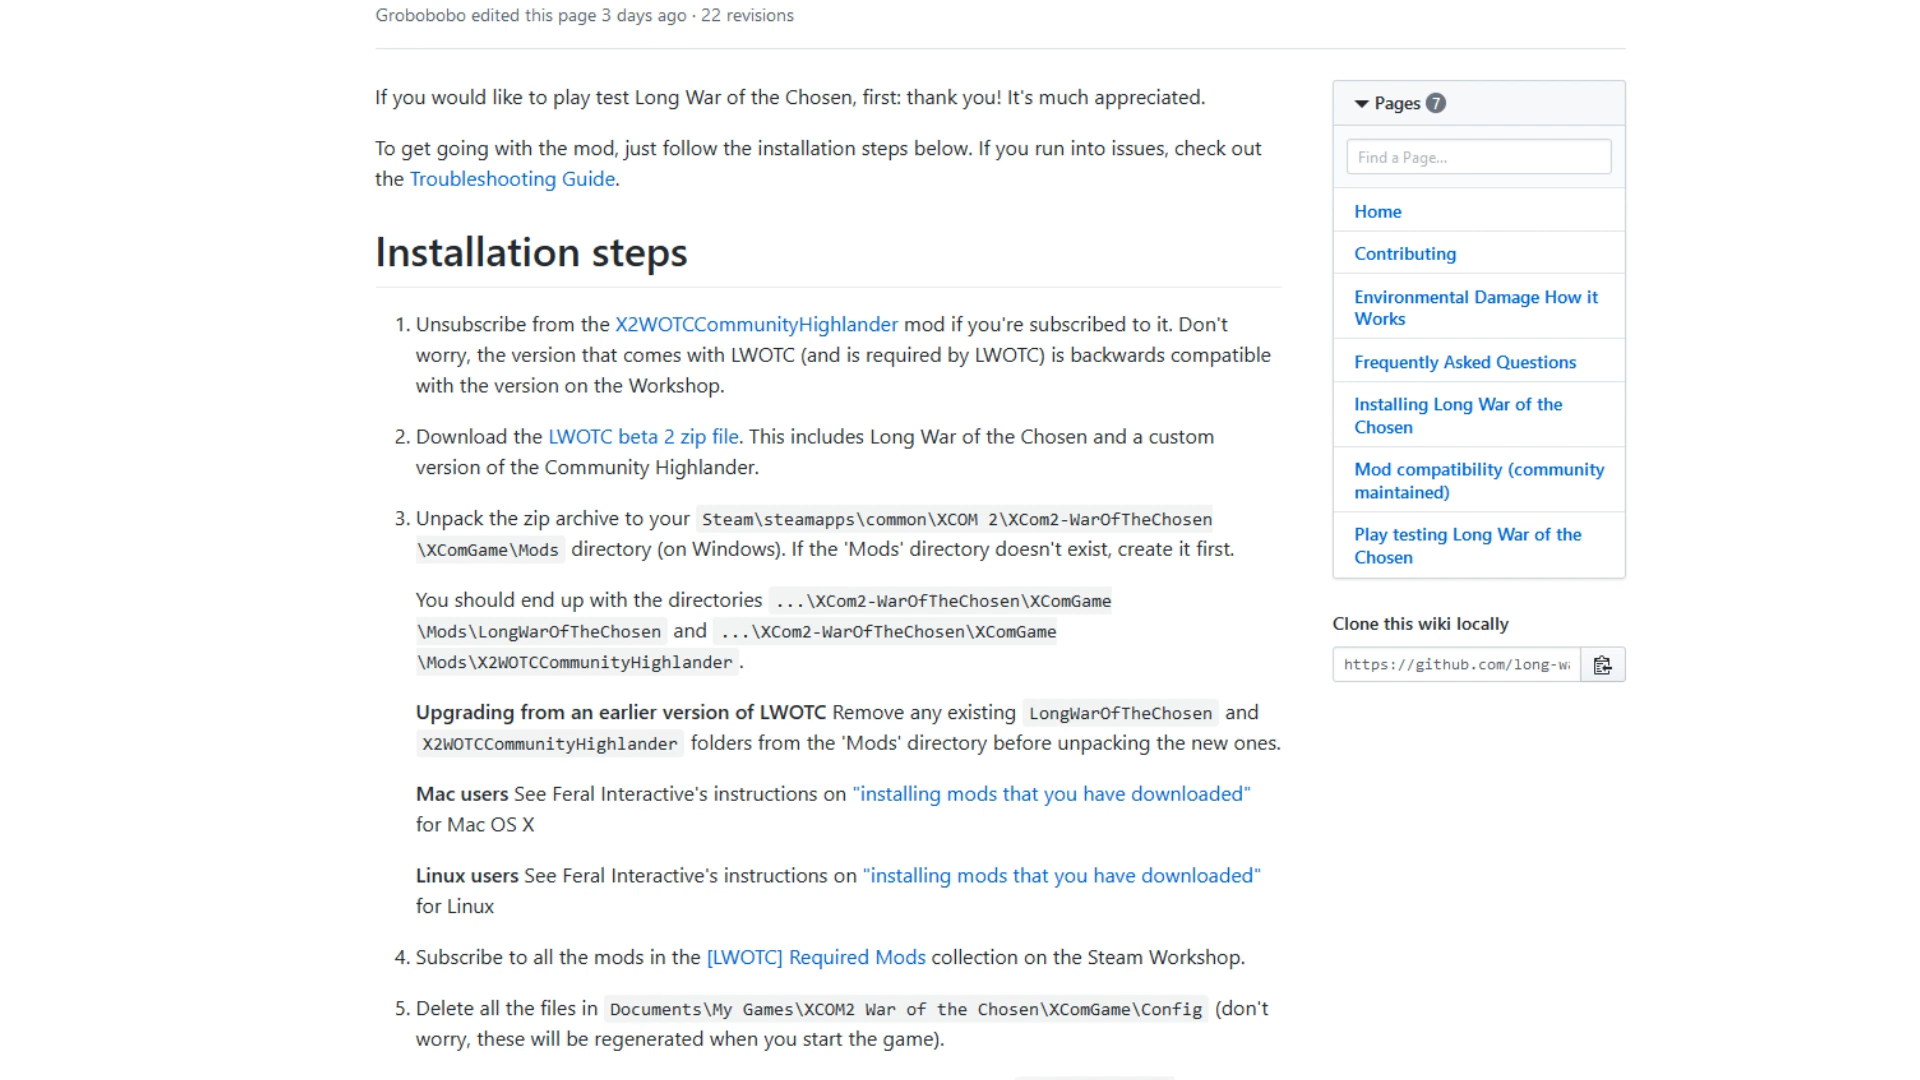 Grobobobo edited this page 3 days ago · 22 revisions
If you would like to play test Long War of the Chosen, first: thank you! It's much appreciated.
To get going with the mod, just follow the installation steps below. If you run into issues, check out
the Troubleshooting Guide.
Installation steps
1. Unsubscribe from the X2WOTCCommunityHighlander mod if you're subscribed to it. Don't
worry, the version that comes with LWOTC (and is required by LWOTC) is backwards compatible
with the version on the Workshop.
2. Download the LWOTC beta 2 zip file. This includes Long War of the Chosen and a custom
version of the Community Highlander.
3. Unpack the zip archive to your Steam\steamapps\common\XCOM 2\XCom2-WarOfTheChosen
\XComGame\Mods directory (on Windows). If the 'Mods' directory doesn't exist, create it first.
You should end up with the directories ...\XCom2-WarOfTheChosen\XComGame
\Mods\LongWarOfTheChosen and ...\XCom2-WarOfTheChosen\XComGame
\Mods\X2WOTCCommunityHighlander .
Upgrading from an earlier version of LWOTC Remove any existing LongWarOfTheChosen and
X2WOTCCommunityHighlander folders from the 'Mods' directory before unpacking the new ones.
Mac users See Feral Interactive's instructions on "installing mods that you have downloaded"
for Mac OS X
Linux users See Feral Interactive's instructions on "installing mods that you have downloaded"
for Linux
4. Subscribe to all the mods in the [LWOTC] Required Mods collection on the Steam Workshop.
5. Delete all the files in Documents\My Games\XCOM2 War of the Chosen\XComGame\Config (don't
worry, these will be regenerated when you start the game).
Pages 7
Find a Page...
Home
Contributing
Environmental Damage How it
Works
Frequently Asked Questions
Installing Long War of the
Chosen
Mod compatibility (community
maintained)
Play testing Long War of the
Chosen
Clone this wiki locally
https://github.com/long-w